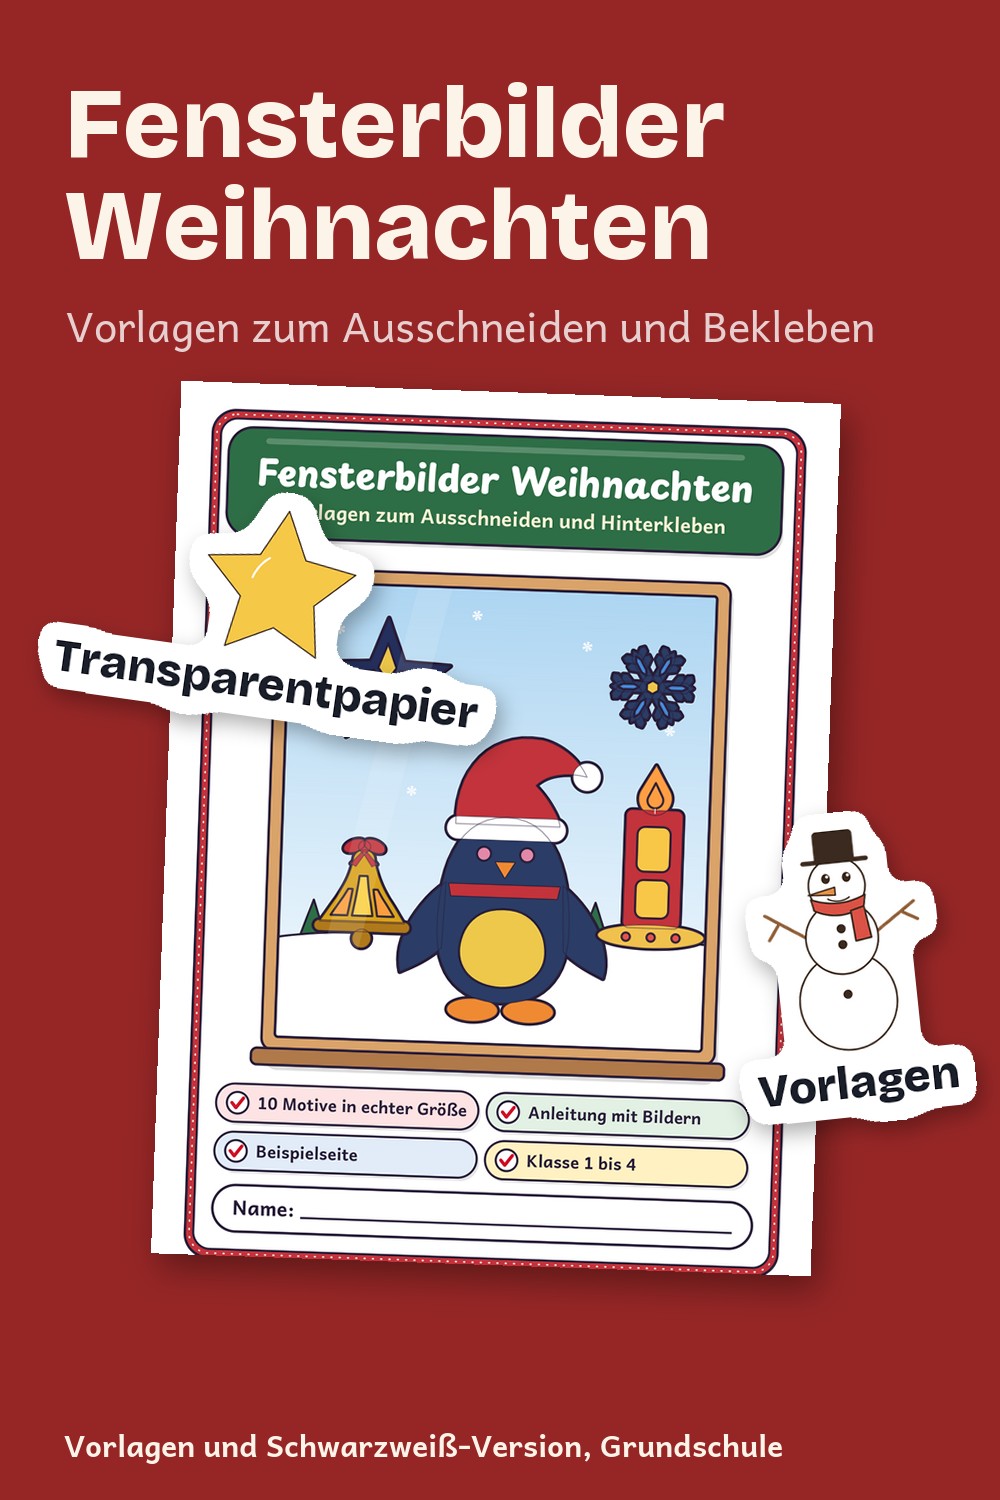 Fensterbilder
Weihnachten
Vorlagen zum Ausschneiden und Bekleben
Fensterbilder Weihnachten
zum Ausschneiden und Hinterkleben
Transparentpapier
Vorlagen
10 Motive in echter Größe
Anleitung mit Bildern
Beispielseite
Klasse 1 bis 4
Name:
Vorlagen und Schwarzweiß-Version, Grundschule